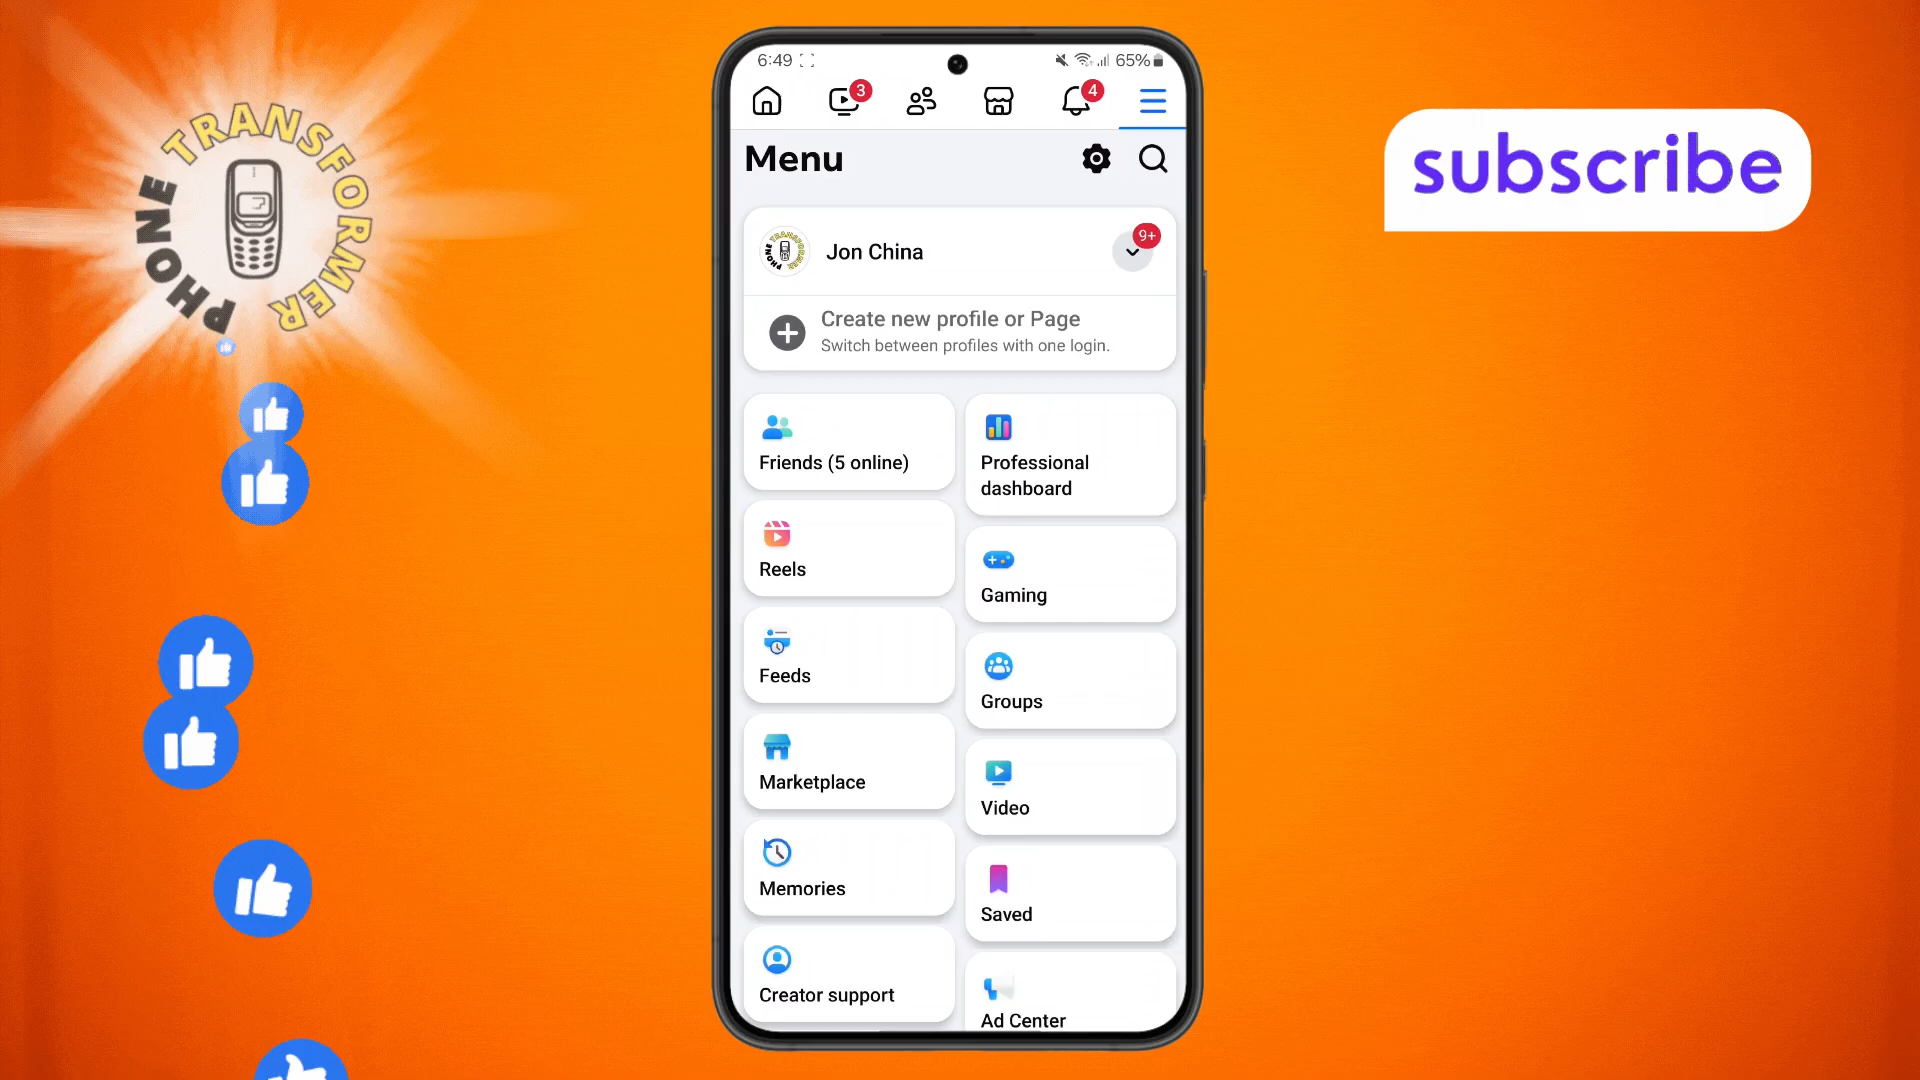 PHONE TRANSFORMER
subscribe
6:49
65%
3
4
Menu
PHONE TRANSFORMER
Jon China
9+
Create new profile or Page
Switch between profiles with one login.
Friends (5 online)
Professional
dashboard
Reels
Gaming
Feeds
Groups
Marketplace
Video
Memories
Saved
Creator support
Ad Center